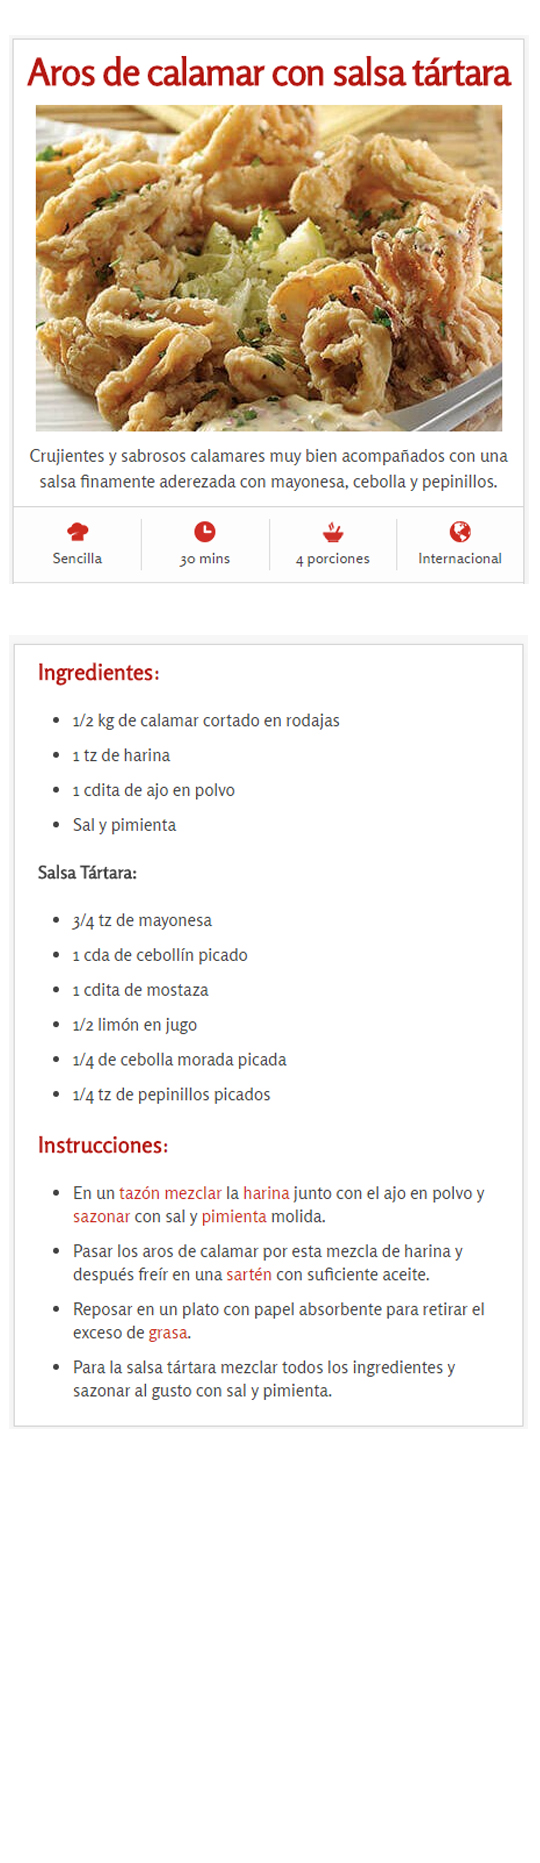 Aros de calamar con salsa tártara
Crujientes y sabrosos calamares muy bien acompañados con una
salsa finamente aderezada con mayonesa, cebolla y pepinillos.
Sencilla
30 mins
4 porciones
Internacional
Ingredientes:
• 1/2 kg de calamar cortado en rodajas
• 1 tz de harina
• 1 cdita de ajo en polvo
• Sal y pimienta
Salsa Tártara:
• 3/4 tz de mayonesa
• 1 cda de cebollín picado
• 1 cdita de mostaza
• 1/2 limón en jugo
• 1/4 de cebolla morada picada
• 1/4 tz de pepinillos picados
Instrucciones:
• En un tazón mezclar la harina junto con el ajo en polvo y
sazonar con sal y pimienta molida.
• Pasar los aros de calamar por esta mezcla de harina y
después freír en una sartén con suficiente aceite.
• Reposar en un plato con papel absorbente para retirar el
exceso de grasa.
• Para la salsa tártara mezclar todos los ingredientes y
sazonar al gusto con sal y pimienta.